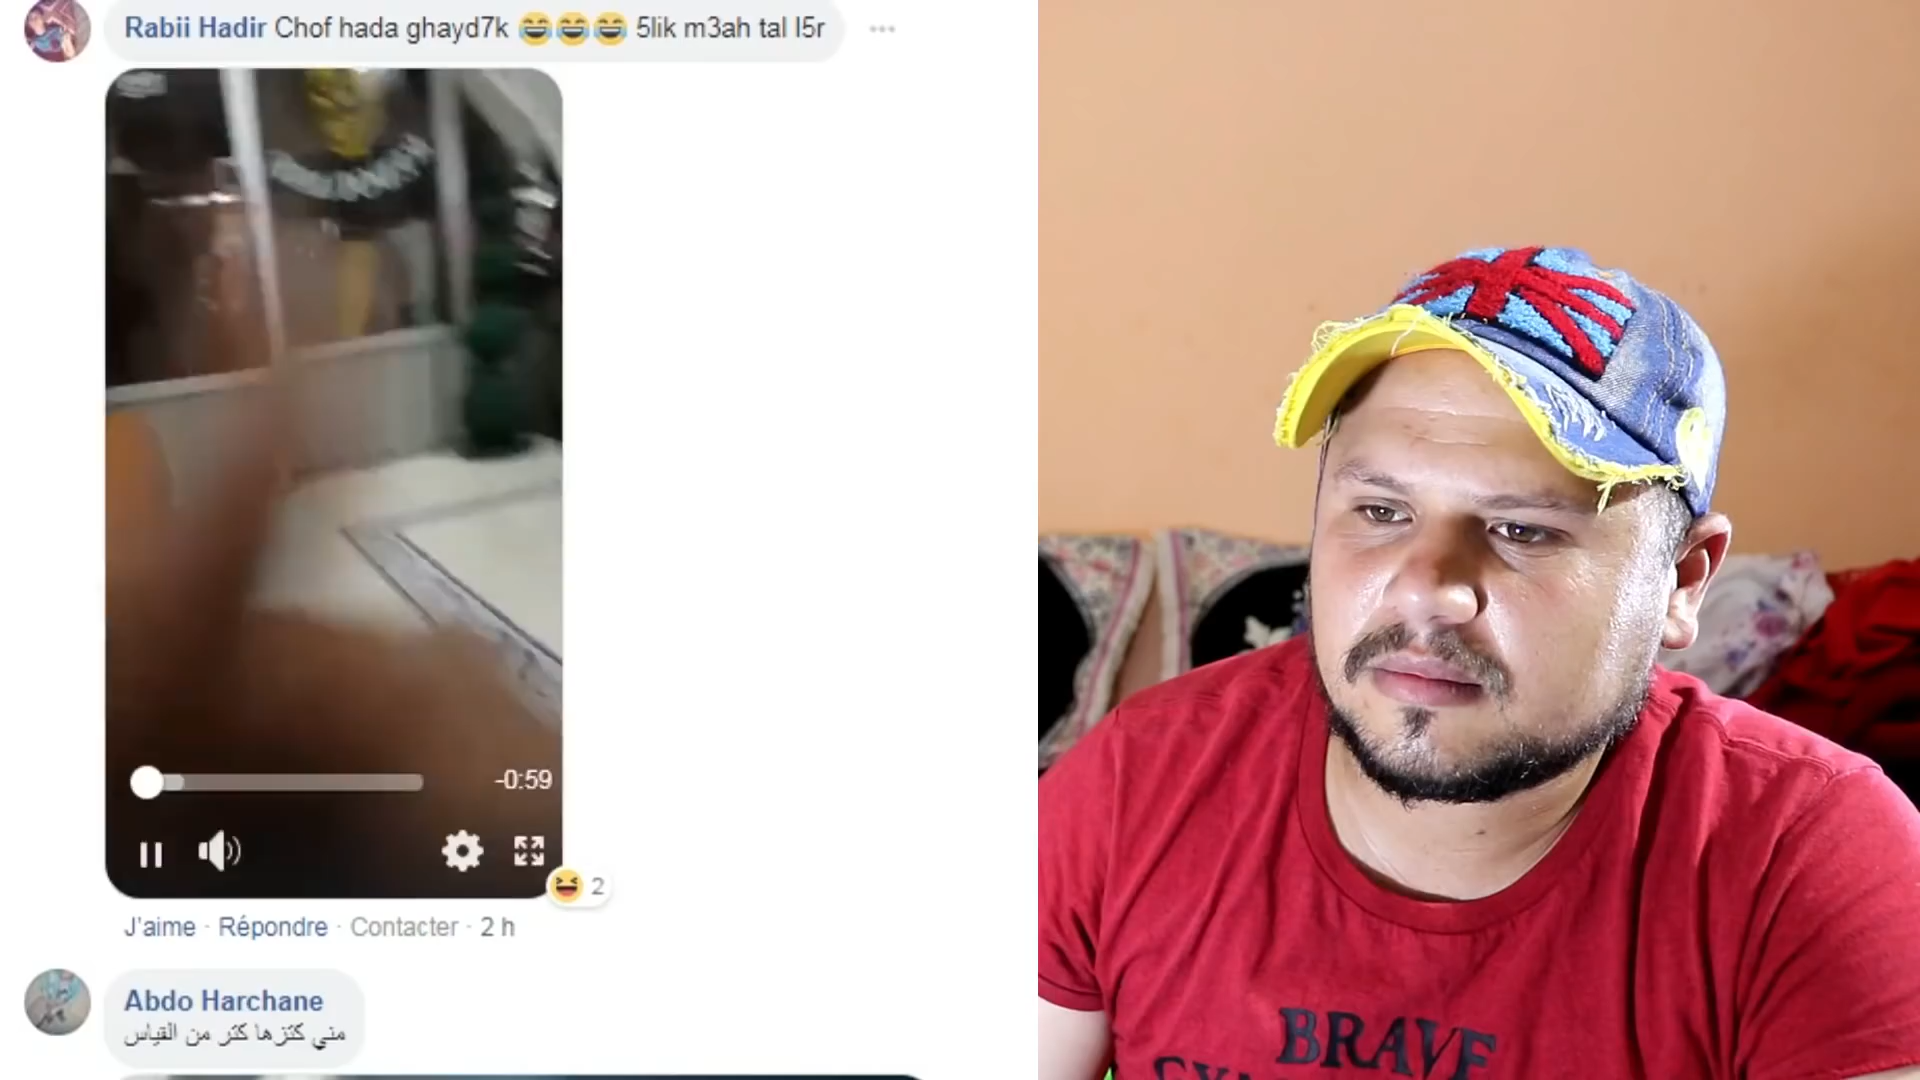 Rabii Hadir Chof hada ghayd7k 😂😂😂 5lik m3ah tal l5r
-0:59
2
J'aime · Répondre · Contacter · 2 h
Abdo Harchane
مني كتزها كثر من القياس
BRAVE